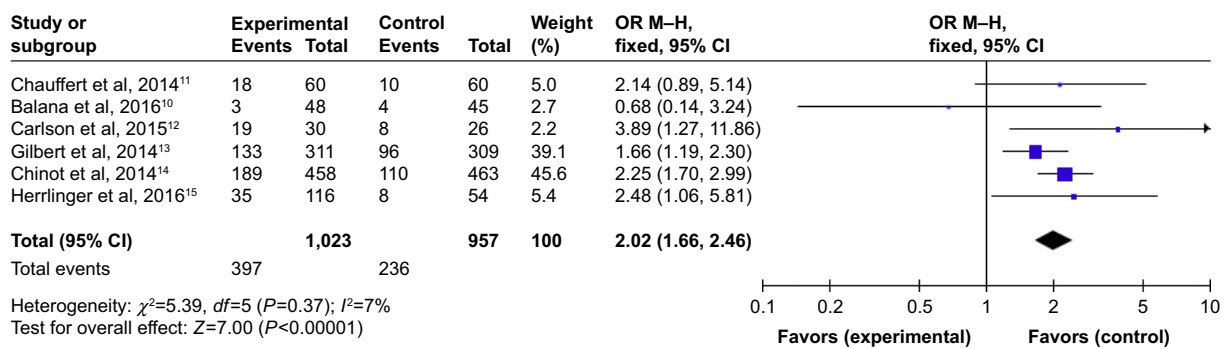 Study or subgroup Experimental Events Total Control Events Total Weight (%) OR M–H, fixed, 95% CI OR M–H, fixed, 95% CI
Chauffert et al, 2014¹¹ 18 60 10 60 5.0 2.14 (0.89, 5.14)
Balana et al, 2016¹⁰ 3 48 4 45 2.7 0.68 (0.14, 3.24)
Carlson et al, 2015¹² 19 30 8 26 2.2 3.89 (1.27, 11.86)
Gilbert et al, 2014¹³ 133 311 96 309 39.1 1.66 (1.19, 2.30)
Chinot et al, 2014¹⁴ 189 458 110 463 45.6 2.25 (1.70, 2.99)
Herrlinger et al, 2016¹⁵ 35 116 8 54 5.4 2.48 (1.06, 5.81)
Total (95% CI) 1,023 957 100 2.02 (1.66, 2.46)
Total events 397 236
Heterogeneity: χ²=5.39, df=5 (P=0.37); I²=7%
Test for overall effect: Z=7.00 (P<0.00001)
0.1 0.2 1 2 5 10
Favors (experimental) Favors (control)